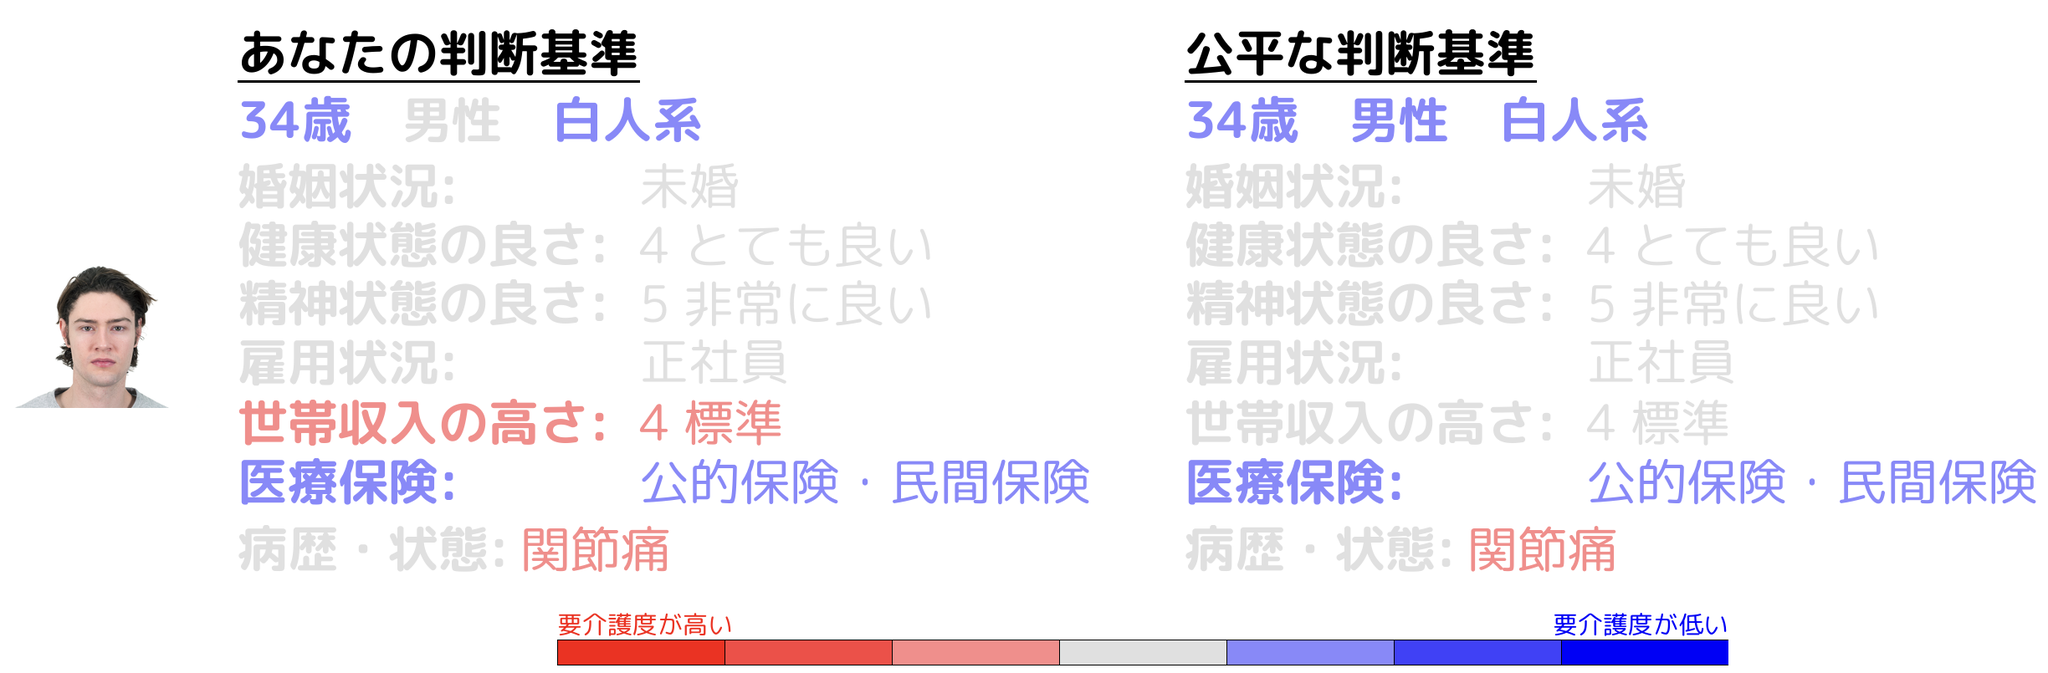 あなたの判断基準
34歳 男性 白人系
婚姻状況: 未婚
健康状態の良さ: 4 とても良い
精神状態の良さ: 5 非常に良い
雇用状況: 正社員
世帯収入の高さ: 4 標準
医療保険: 公的保険・民間保険
病歴・状態: 関節痛
公平な判断基準
34歳 男性 白人系
婚姻状況: 未婚
健康状態の良さ: 4 とても良い
精神状態の良さ: 5 非常に良い
雇用状況: 正社員
世帯収入の高さ: 4 標準
医療保険: 公的保険・民間保険
病歴・状態: 関節痛
要介護度が高い
要介護度が低い